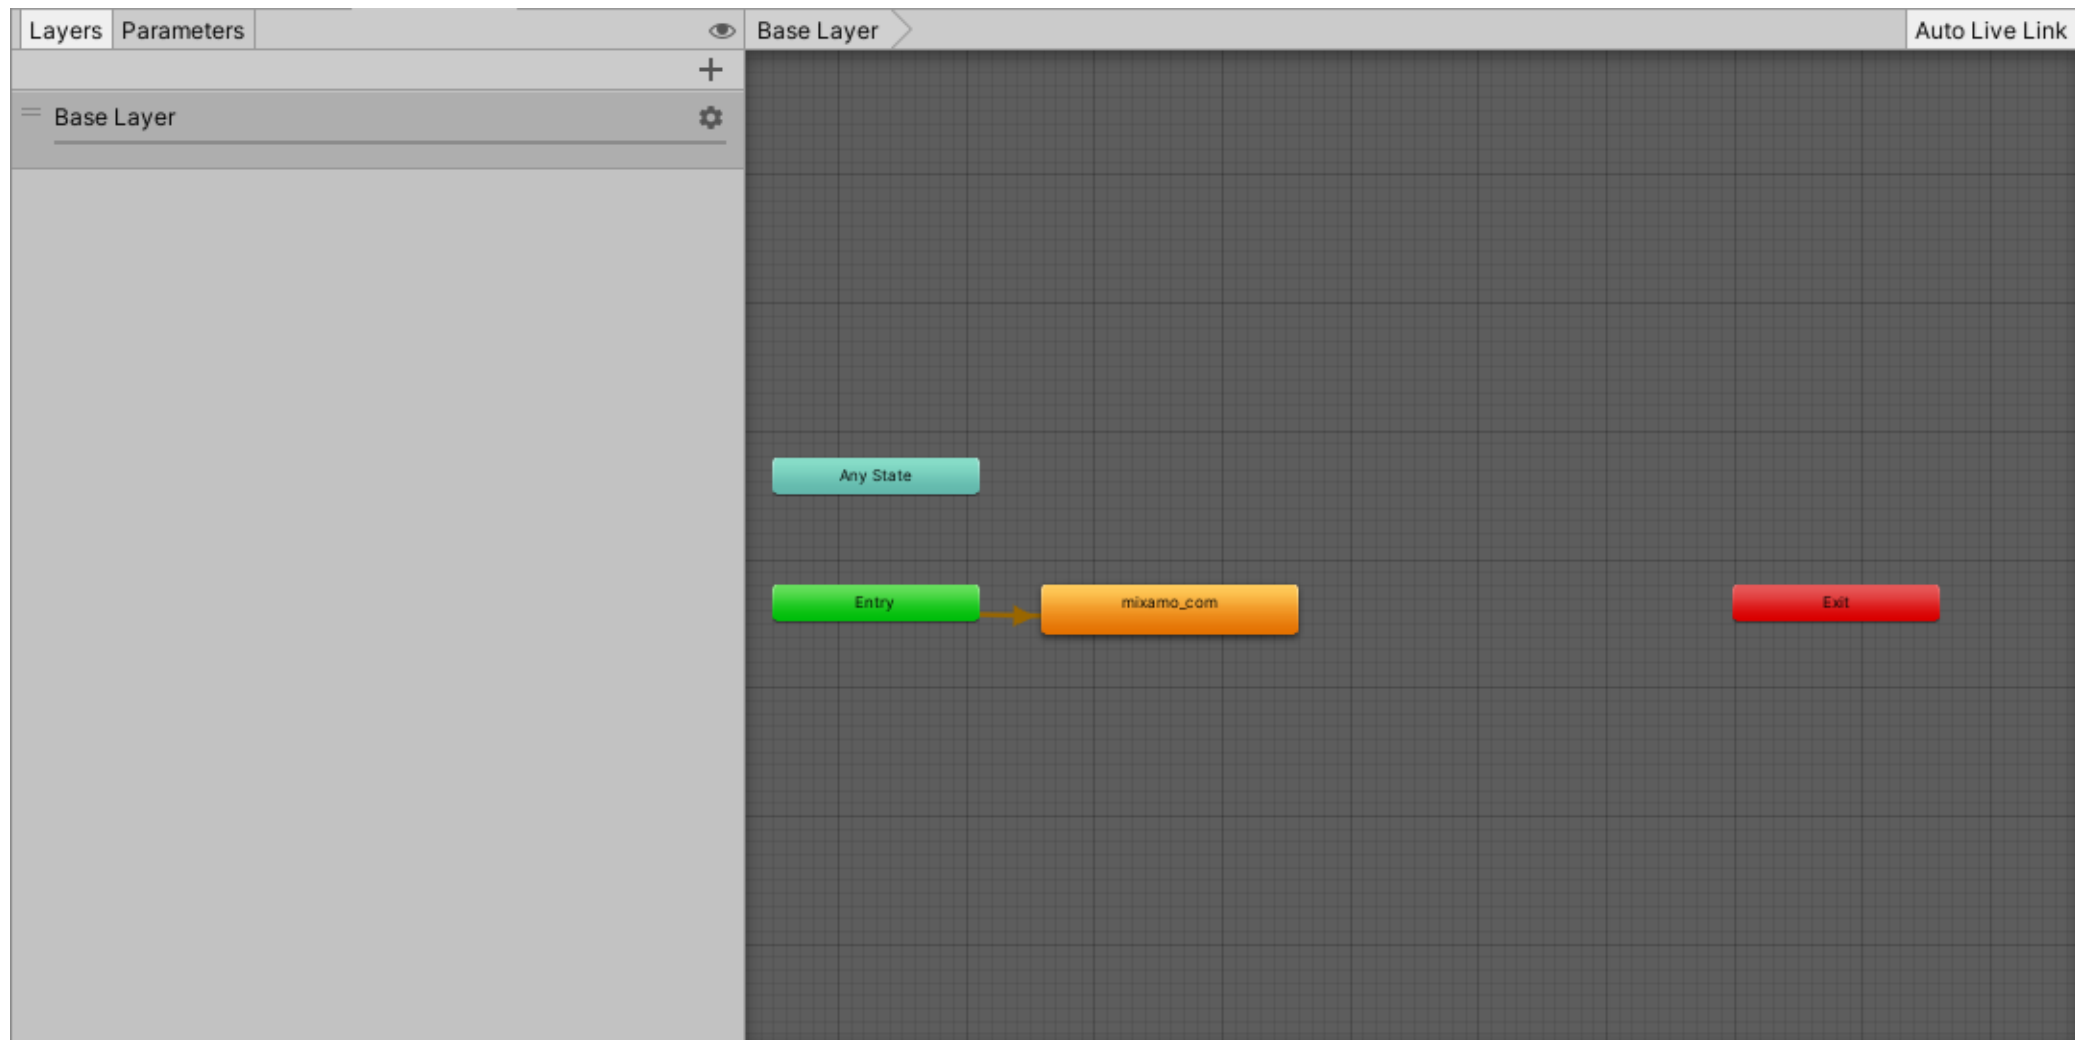 Layers Parameters
Base Layer
Auto Live Link
Base Layer
Any State
Entry
mixamo_com
Exit